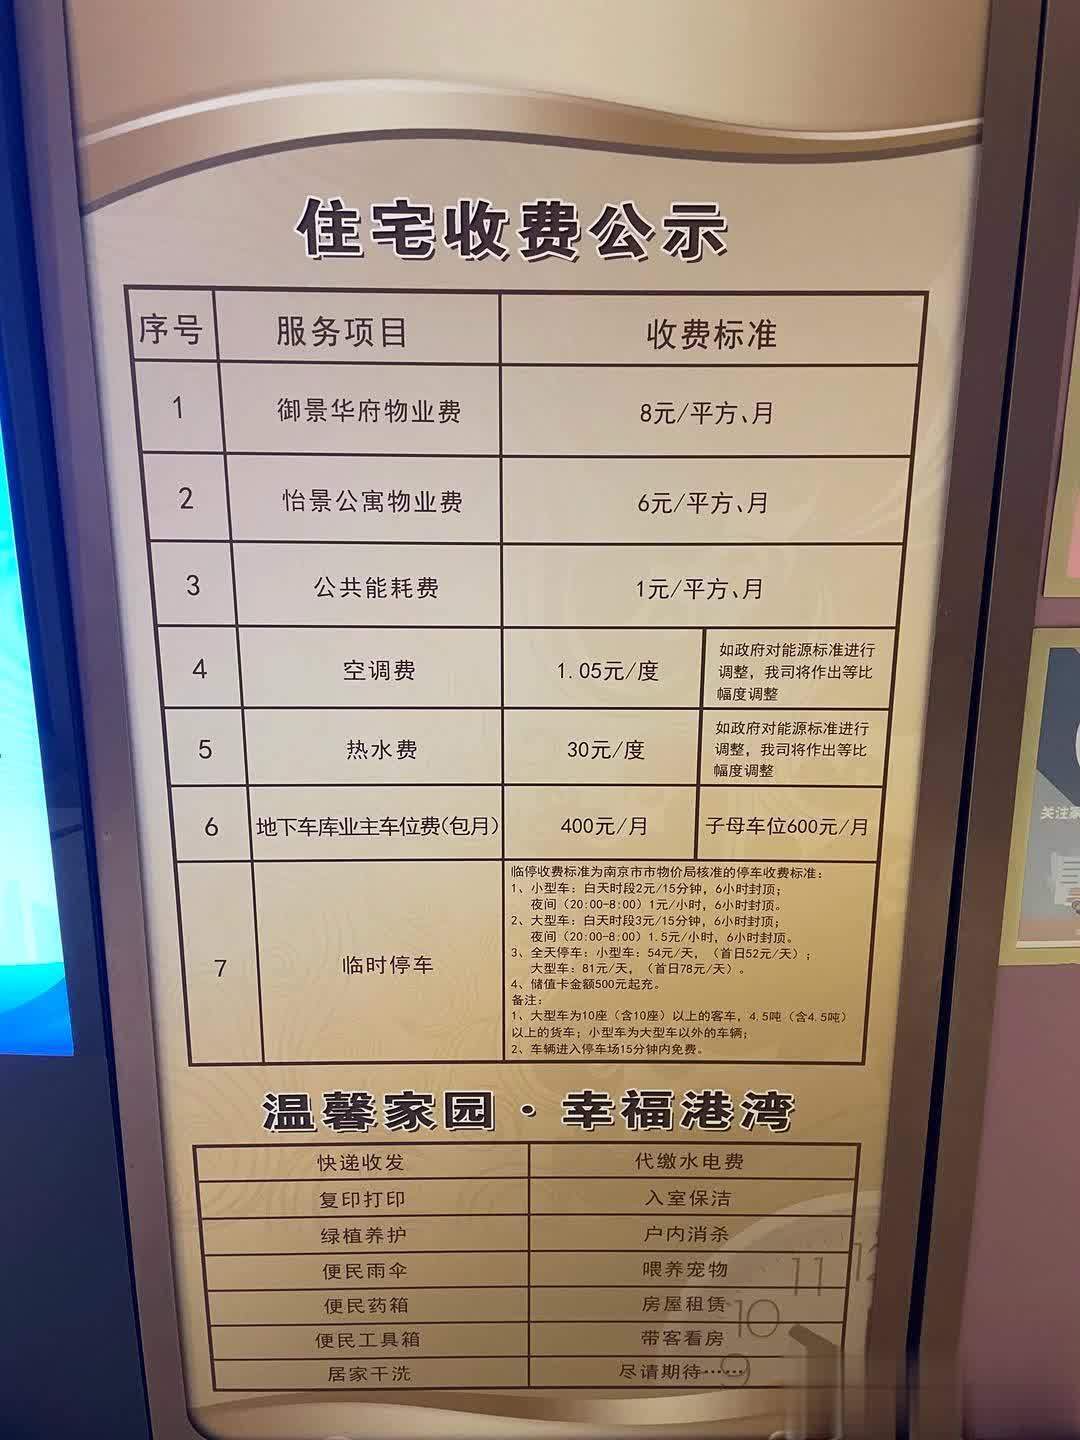 住宅收费公示
序号 服务项目 收费标准
1 御景华府物业费 8元/平方、月
2 怡景公寓物业费 6元/平方、月
3 公共能耗费 1元/平方、月
4 空调费 1.05元/度
如政府对能源标准进行
调整，我司将作出等比
幅度调整
5 热水费 30元/度
如政府对能源标准进行
调整，我司将作出等比
幅度调整
6 地下车库业主车位费(包月) 400元/月 子母车位600元/月
7 临时停车
临停收费标准为南京市市物价局核准的停车收费标准：
1、小型车：白天时段2元/15分钟，6小时封顶；
夜间（20:00-8:00）1元/小时，6小时封顶。
2、大型车：白天时段3元/15分钟，6小时封顶；
夜间（20:00-8:00）1.5元/小时，6小时封顶。
3、全天停车：小型车：54元/天，（首日52元/天）；
大型车：81元/天，（首日78元/天）。
4、储值卡金额500元起充。
备注：
1、大型车为10座（含10座）以上的客车，4.5吨（含4.5吨）
以上的货车；小型车为大型车以外的车辆；
2、车辆进入停车场15分钟内免费。
温馨家园·幸福港湾
快递收发 代缴水电费
复印打印 入室保洁
绿植养护 户内消杀
便民雨伞 喂养宠物
便民药箱 房屋租赁
便民工具箱 带客看房
居家干洗 尽请期待……
11 12
10
9
关注家